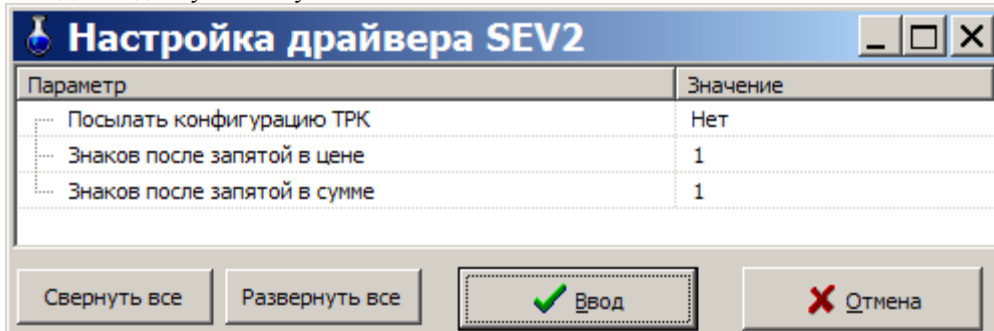 Настройка драйвера SEV2
Параметр Значение
Посылать конфигурацию ТРК Нет
Знаков после запятой в цене 1
Знаков после запятой в сумме 1
Свернуть все Развернуть все Ввод Отмена